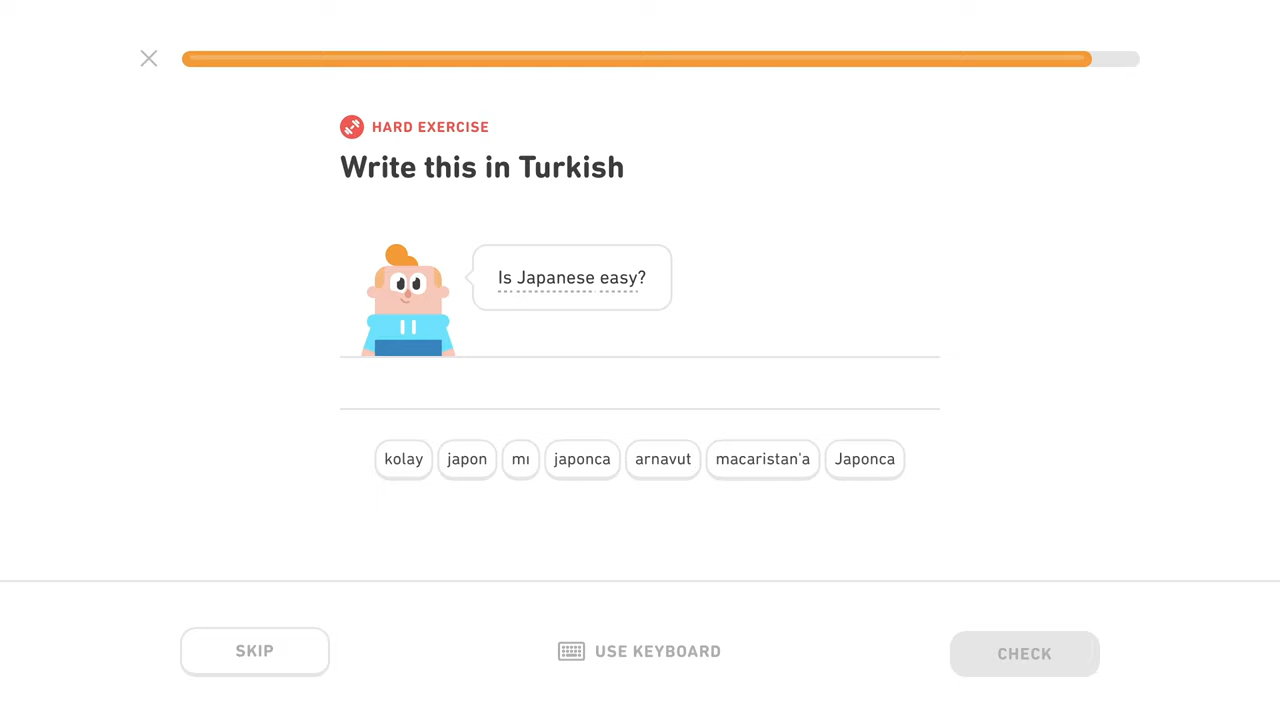 HARD EXERCISE
Write this in Turkish
Is Japanese easy?
kolay japon mı japonca arnavut macaristan'a Japonca
SKIP USE KEYBOARD CHECK